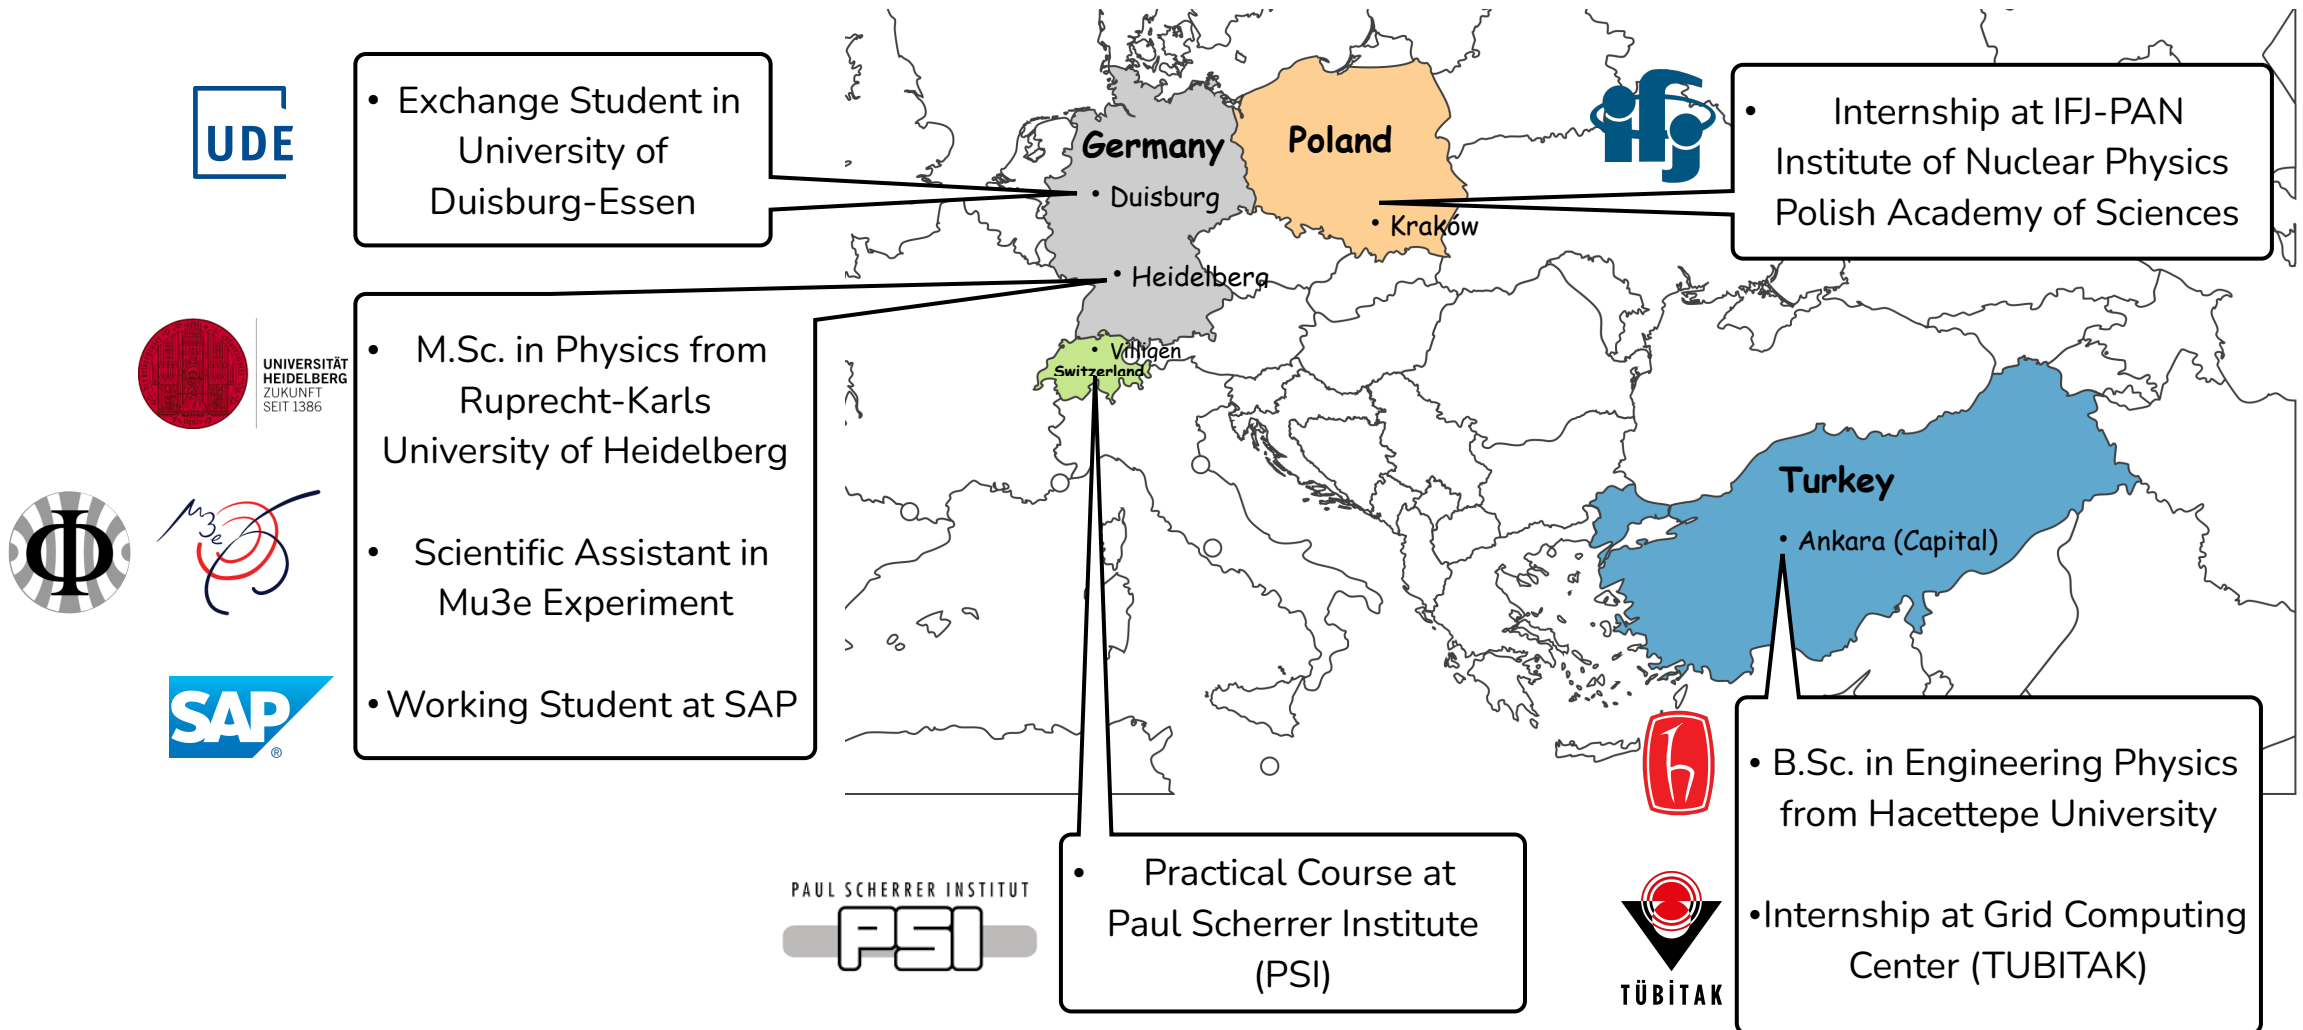 UDE
• Exchange Student in
University of
Duisburg-Essen
UNIVERSITÄT
HEIDELBERG
ZUKUNFT
SEIT 1386
• M.Sc. in Physics from
Ruprecht-Karls
University of Heidelberg
Φ
Mu3e
• Scientific Assistant in
Mu3e Experiment
SAP®
• Working Student at SAP
Germany
• Duisburg
• Heidelberg
Poland
• Kraków
• Villigen
Switzerland
Turkey
• Ankara (Capital)
ifj
• Internship at IFJ-PAN
Institute of Nuclear Physics
Polish Academy of Sciences
PAUL SCHERRER INSTITUT
PSI
• Practical Course at
Paul Scherrer Institute
(PSI)
• B.Sc. in Engineering Physics
from Hacettepe University
TÜBİTAK
• Internship at Grid Computing
Center (TUBITAK)